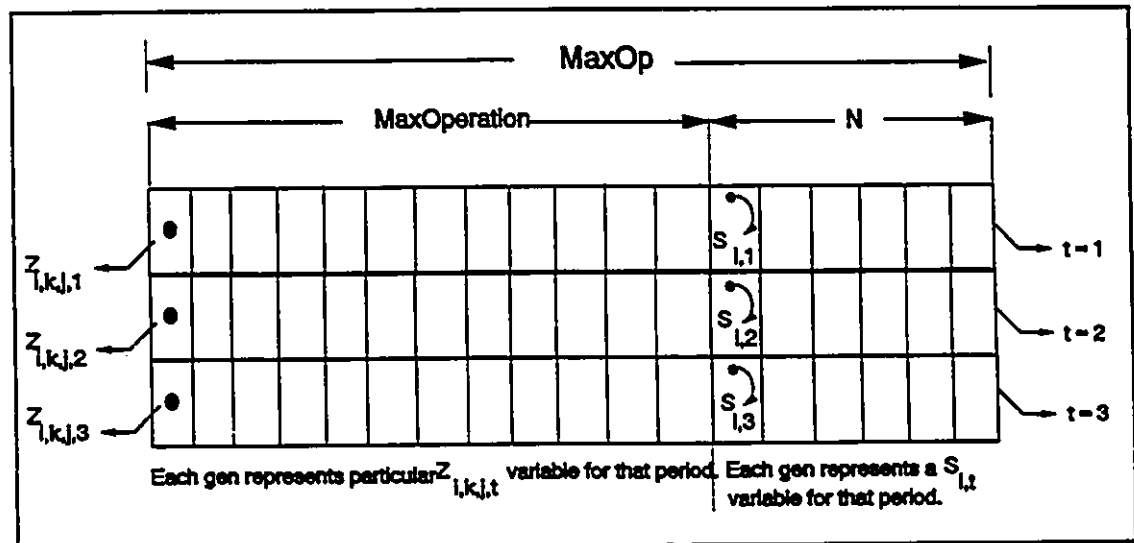 MaxOp
MaxOperation
N
S i,1
Z i,k,j,1
t=1
S i,2
Z i,k,j,2
t=2
S i,3
Z i,k,j,3
t=3
Each gen represents particular Z i,k,j,t variable for that period.
Each gen represents a S i,t
variable for that period.